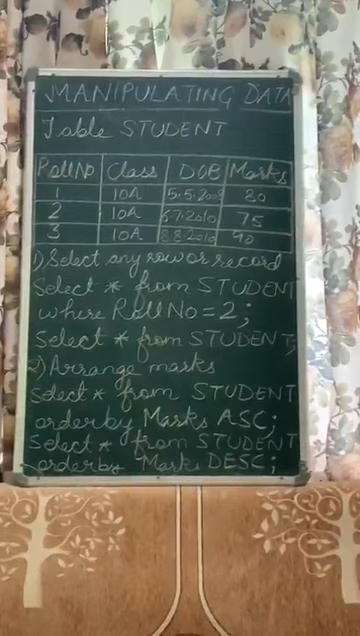 MANIPULATING DATA
Table STUDENT
RollNo Class DOB Marks
1 10A 5.5.2009 80
2 10A 6.7.2010 75
3 10A 8.8.2010 90
1) Select any row or record
Select * from STUDENT
where RollNo=2;
Select * from STUDENT;
2) Arrange marks
Select * from STUDENT
orderby Marks ASC;
Select * from STUDENT
orderby Marks DESC;